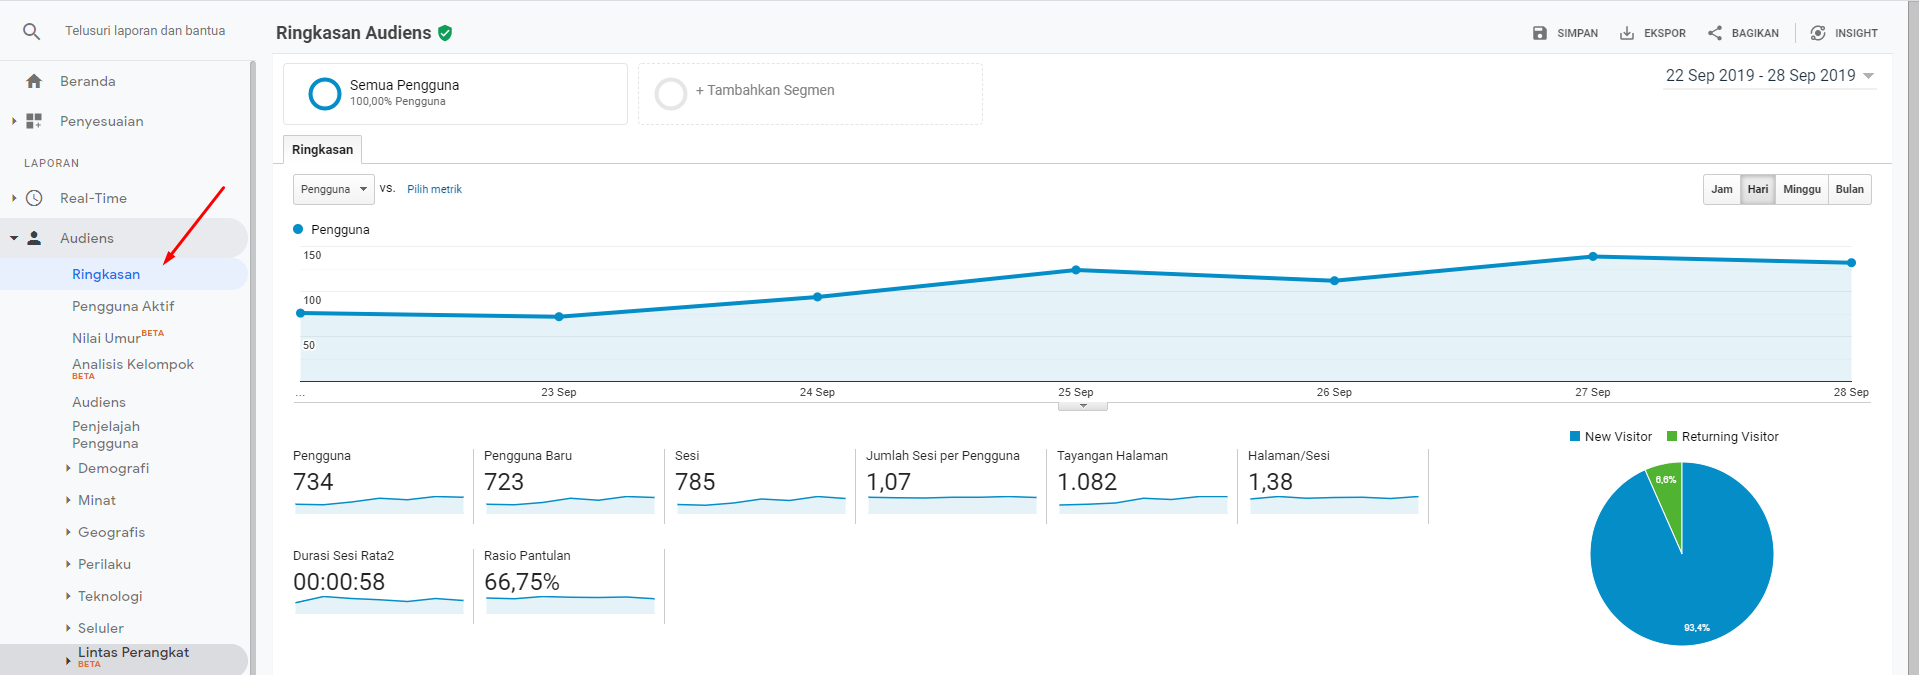 Telusuri laporan dan bantua
Beranda
Penyesuaian
LAPORAN
Real-Time
Audiens
Ringkasan
Pengguna Aktif
Nilai Umur BETA
Analisis Kelompok
BETA
Audiens
Penjelajah
Pengguna
Demografi
Minat
Geografis
Perilaku
Teknologi
Seluler
Lintas Perangkat
BETA
Ringkasan Audiens
SIMPAN EKSPOR BAGIKAN INSIGHT
Semua Pengguna
100,00% Pengguna
+ Tambahkan Segmen
22 Sep 2019 - 28 Sep 2019
Ringkasan
Pengguna vs. Pilih metrik
Jam Hari Minggu Bulan
Pengguna
150
100
50
... 23 Sep 24 Sep 25 Sep 26 Sep 27 Sep 28 Sep
Pengguna
734
Pengguna Baru
723
Sesi
785
Jumlah Sesi per Pengguna
1,07
Tayangan Halaman
1.082
Halaman/Sesi
1,38
Durasi Sesi Rata2
00:00:58
Rasio Pantulan
66,75%
New Visitor Returning Visitor
6,6%
93,4%